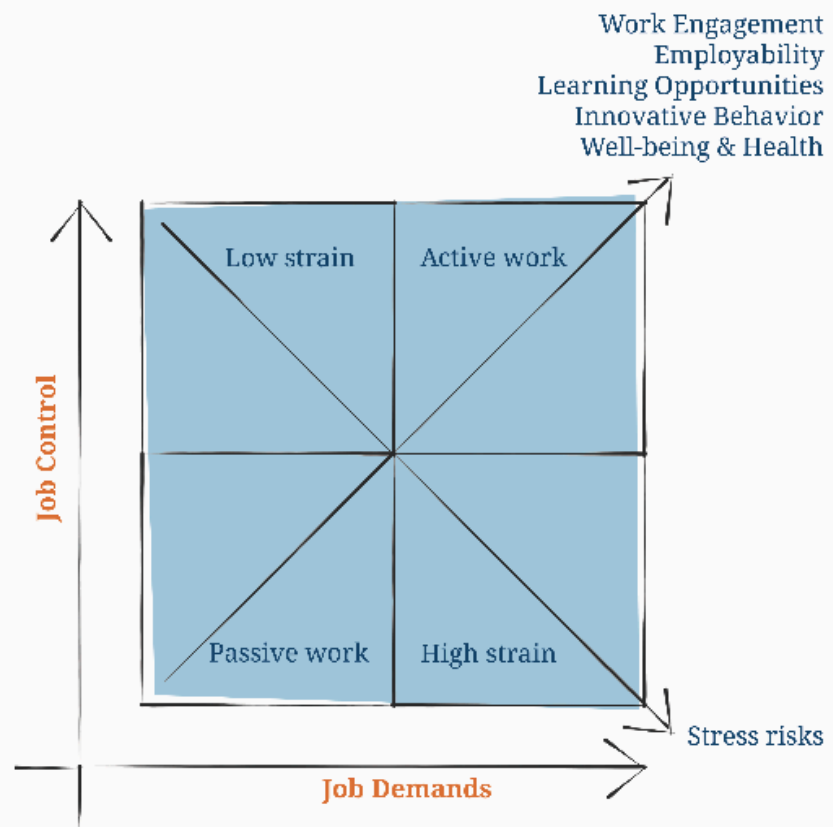 Work Engagement
Employability
Learning Opportunities
Innovative Behavior
Well-being & Health
Low strain
Active work
Job Control
Passive work
High strain
Stress risks
Job Demands